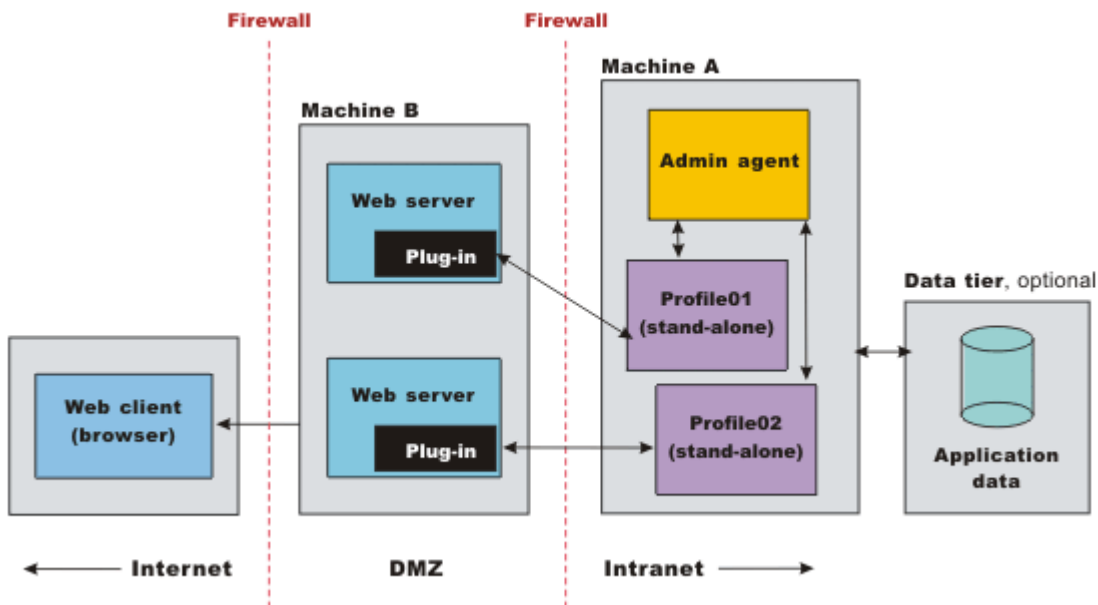 Firewall
Firewall
Machine A
Machine B
Admin agent
Web server
Plug-in
Profile01
(stand-alone)
Data tier, optional
Web client
(browser)
Web server
Plug-in
Profile02
(stand-alone)
Application
data
Internet
DMZ
Intranet